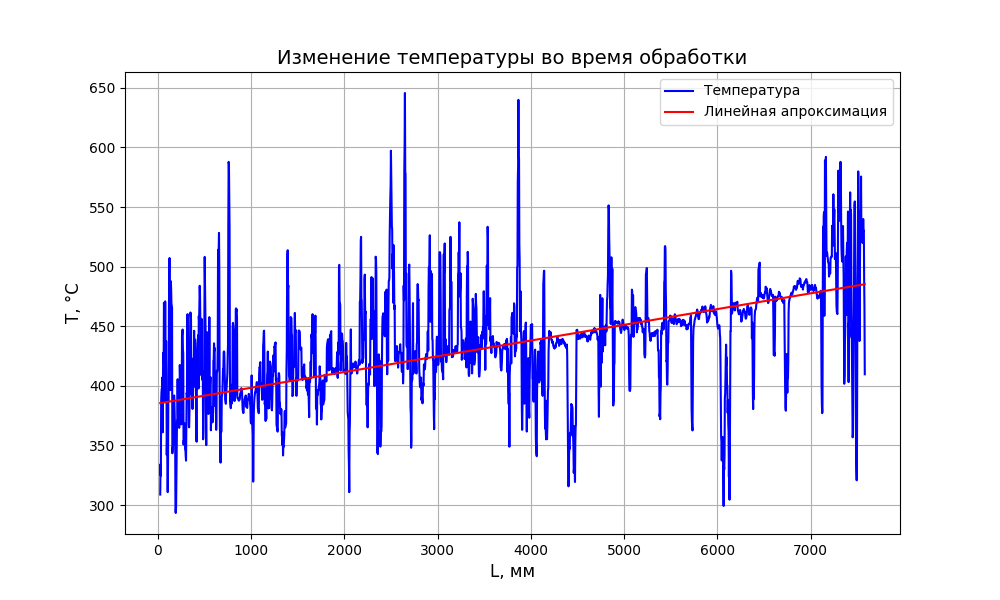 Изменение температуры во время обработки
Температура
Линейная апроксимация
T, °C
650
600
550
500
450
400
350
300
0 1000 2000 3000 4000 5000 6000 7000
L, мм